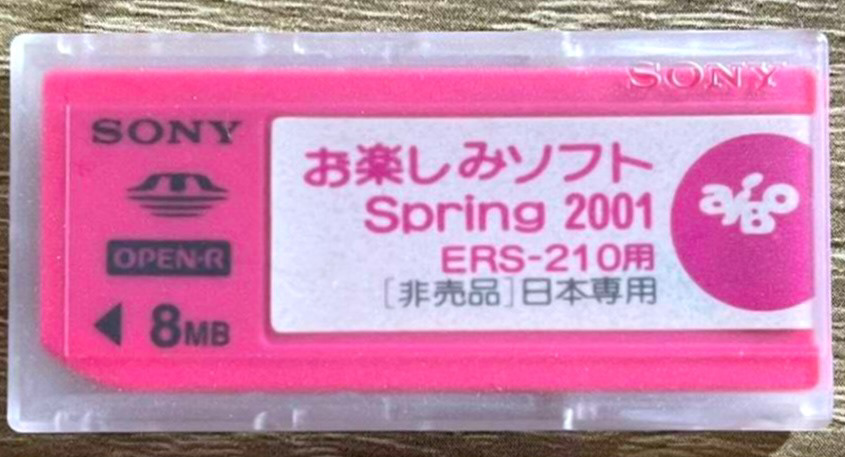 SONY
SONY
OPEN-R
8MB
お楽しみソフト
Spring 2001
ERS-210用
[非売品]日本専用
aibo